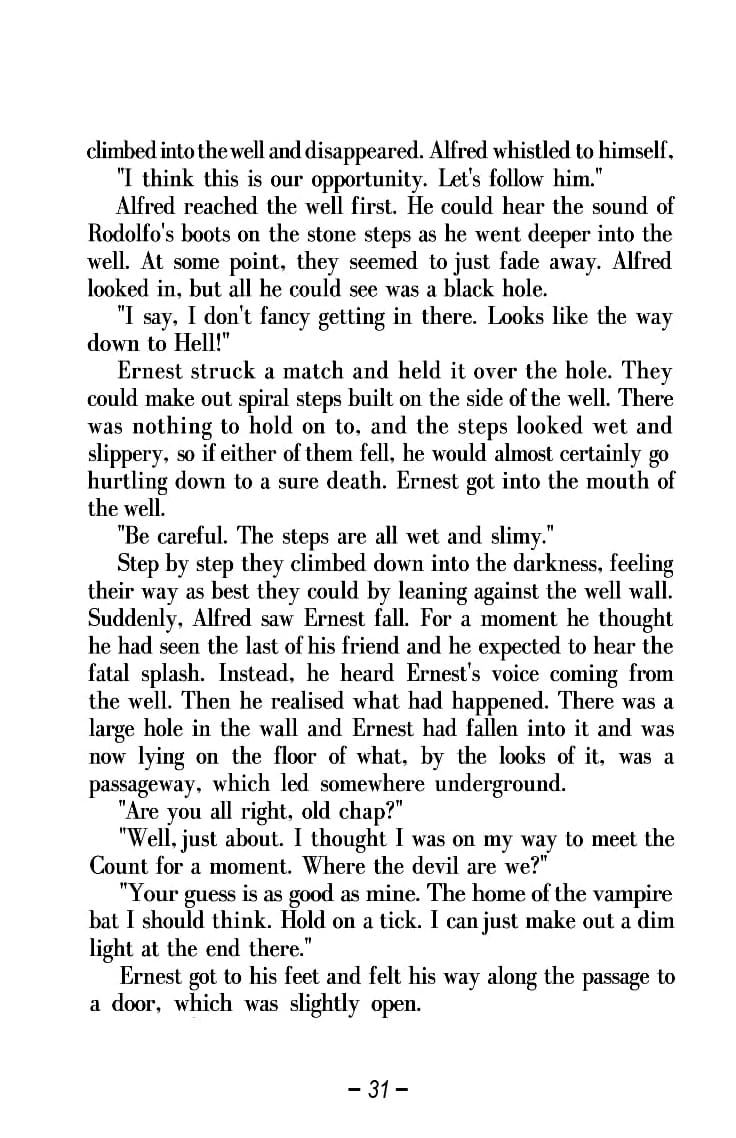 climbed into the well and disappeared. Alfred whistled to himself,
"I think this is our opportunity. Let's follow him."
Alfred reached the well first. He could hear the sound of
Rodolfo's boots on the stone steps as he went deeper into the
well. At some point, they seemed to just fade away. Alfred
looked in, but all he could see was a black hole.
"I say, I don't fancy getting in there. Looks like the way
down to Hell!"
Ernest struck a match and held it over the hole. They
could make out spiral steps built on the side of the well. There
was nothing to hold on to, and the steps looked wet and
slippery, so if either of them fell, he would almost certainly go
hurtling down to a sure death. Ernest got into the mouth of
the well.
"Be careful. The steps are all wet and slimy."
Step by step they climbed down into the darkness, feeling
their way as best they could by leaning against the well wall.
Suddenly, Alfred saw Ernest fall. For a moment he thought
he had seen the last of his friend and he expected to hear the
fatal splash. Instead, he heard Ernest's voice coming from
the well. Then he realised what had happened. There was a
large hole in the wall and Ernest had fallen into it and was
now lying on the floor of what, by the looks of it, was a
passageway, which led somewhere underground.
"Are you all right, old chap?"
"Well, just about. I thought I was on my way to meet the
Count for a moment. Where the devil are we?"
"Your guess is as good as mine. The home of the vampire
bat I should think. Hold on a tick. I can just make out a dim
light at the end there."
Ernest got to his feet and felt his way along the passage to
a door, which was slightly open.
– 31 –